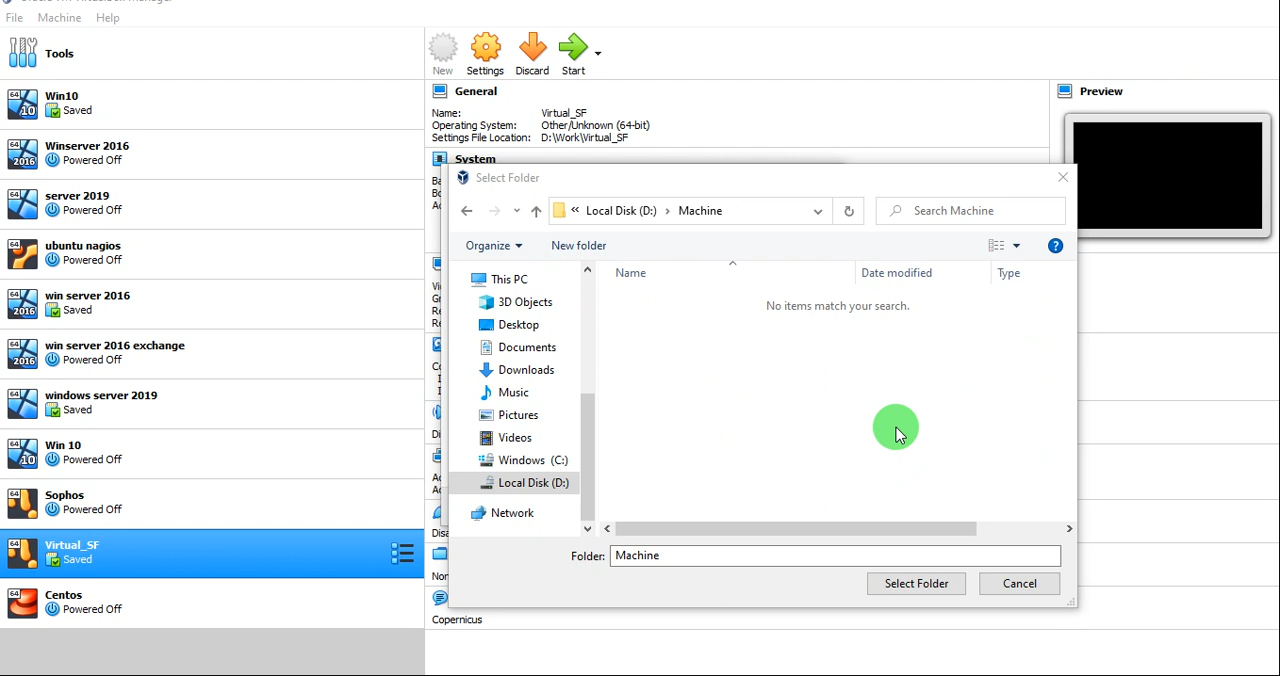 File Machine Help
Tools
New Settings Discard Start
Win10
Saved
Winserver 2016
Powered Off
server 2019
Powered Off
ubuntu nagios
Powered Off
win server 2016
Saved
win server 2016 exchange
Powered Off
windows server 2019
Saved
Win 10
Powered Off
Sophos
Powered Off
Virtual_SF
Saved
Centos
Powered Off
General
Name: Virtual_SF
Operating System: Other/Unknown (64-bit)
Settings File Location: D:\Work\Virtual_SF
System
Preview
Select Folder
« Local Disk (D:) › Machine
Search Machine
Organize New folder
This PC
3D Objects
Desktop
Documents
Downloads
Music
Pictures
Videos
Windows (C:)
Local Disk (D:)
Network
Name Date modified Type
No items match your search.
Folder: Machine
Select Folder Cancel
Copernicus